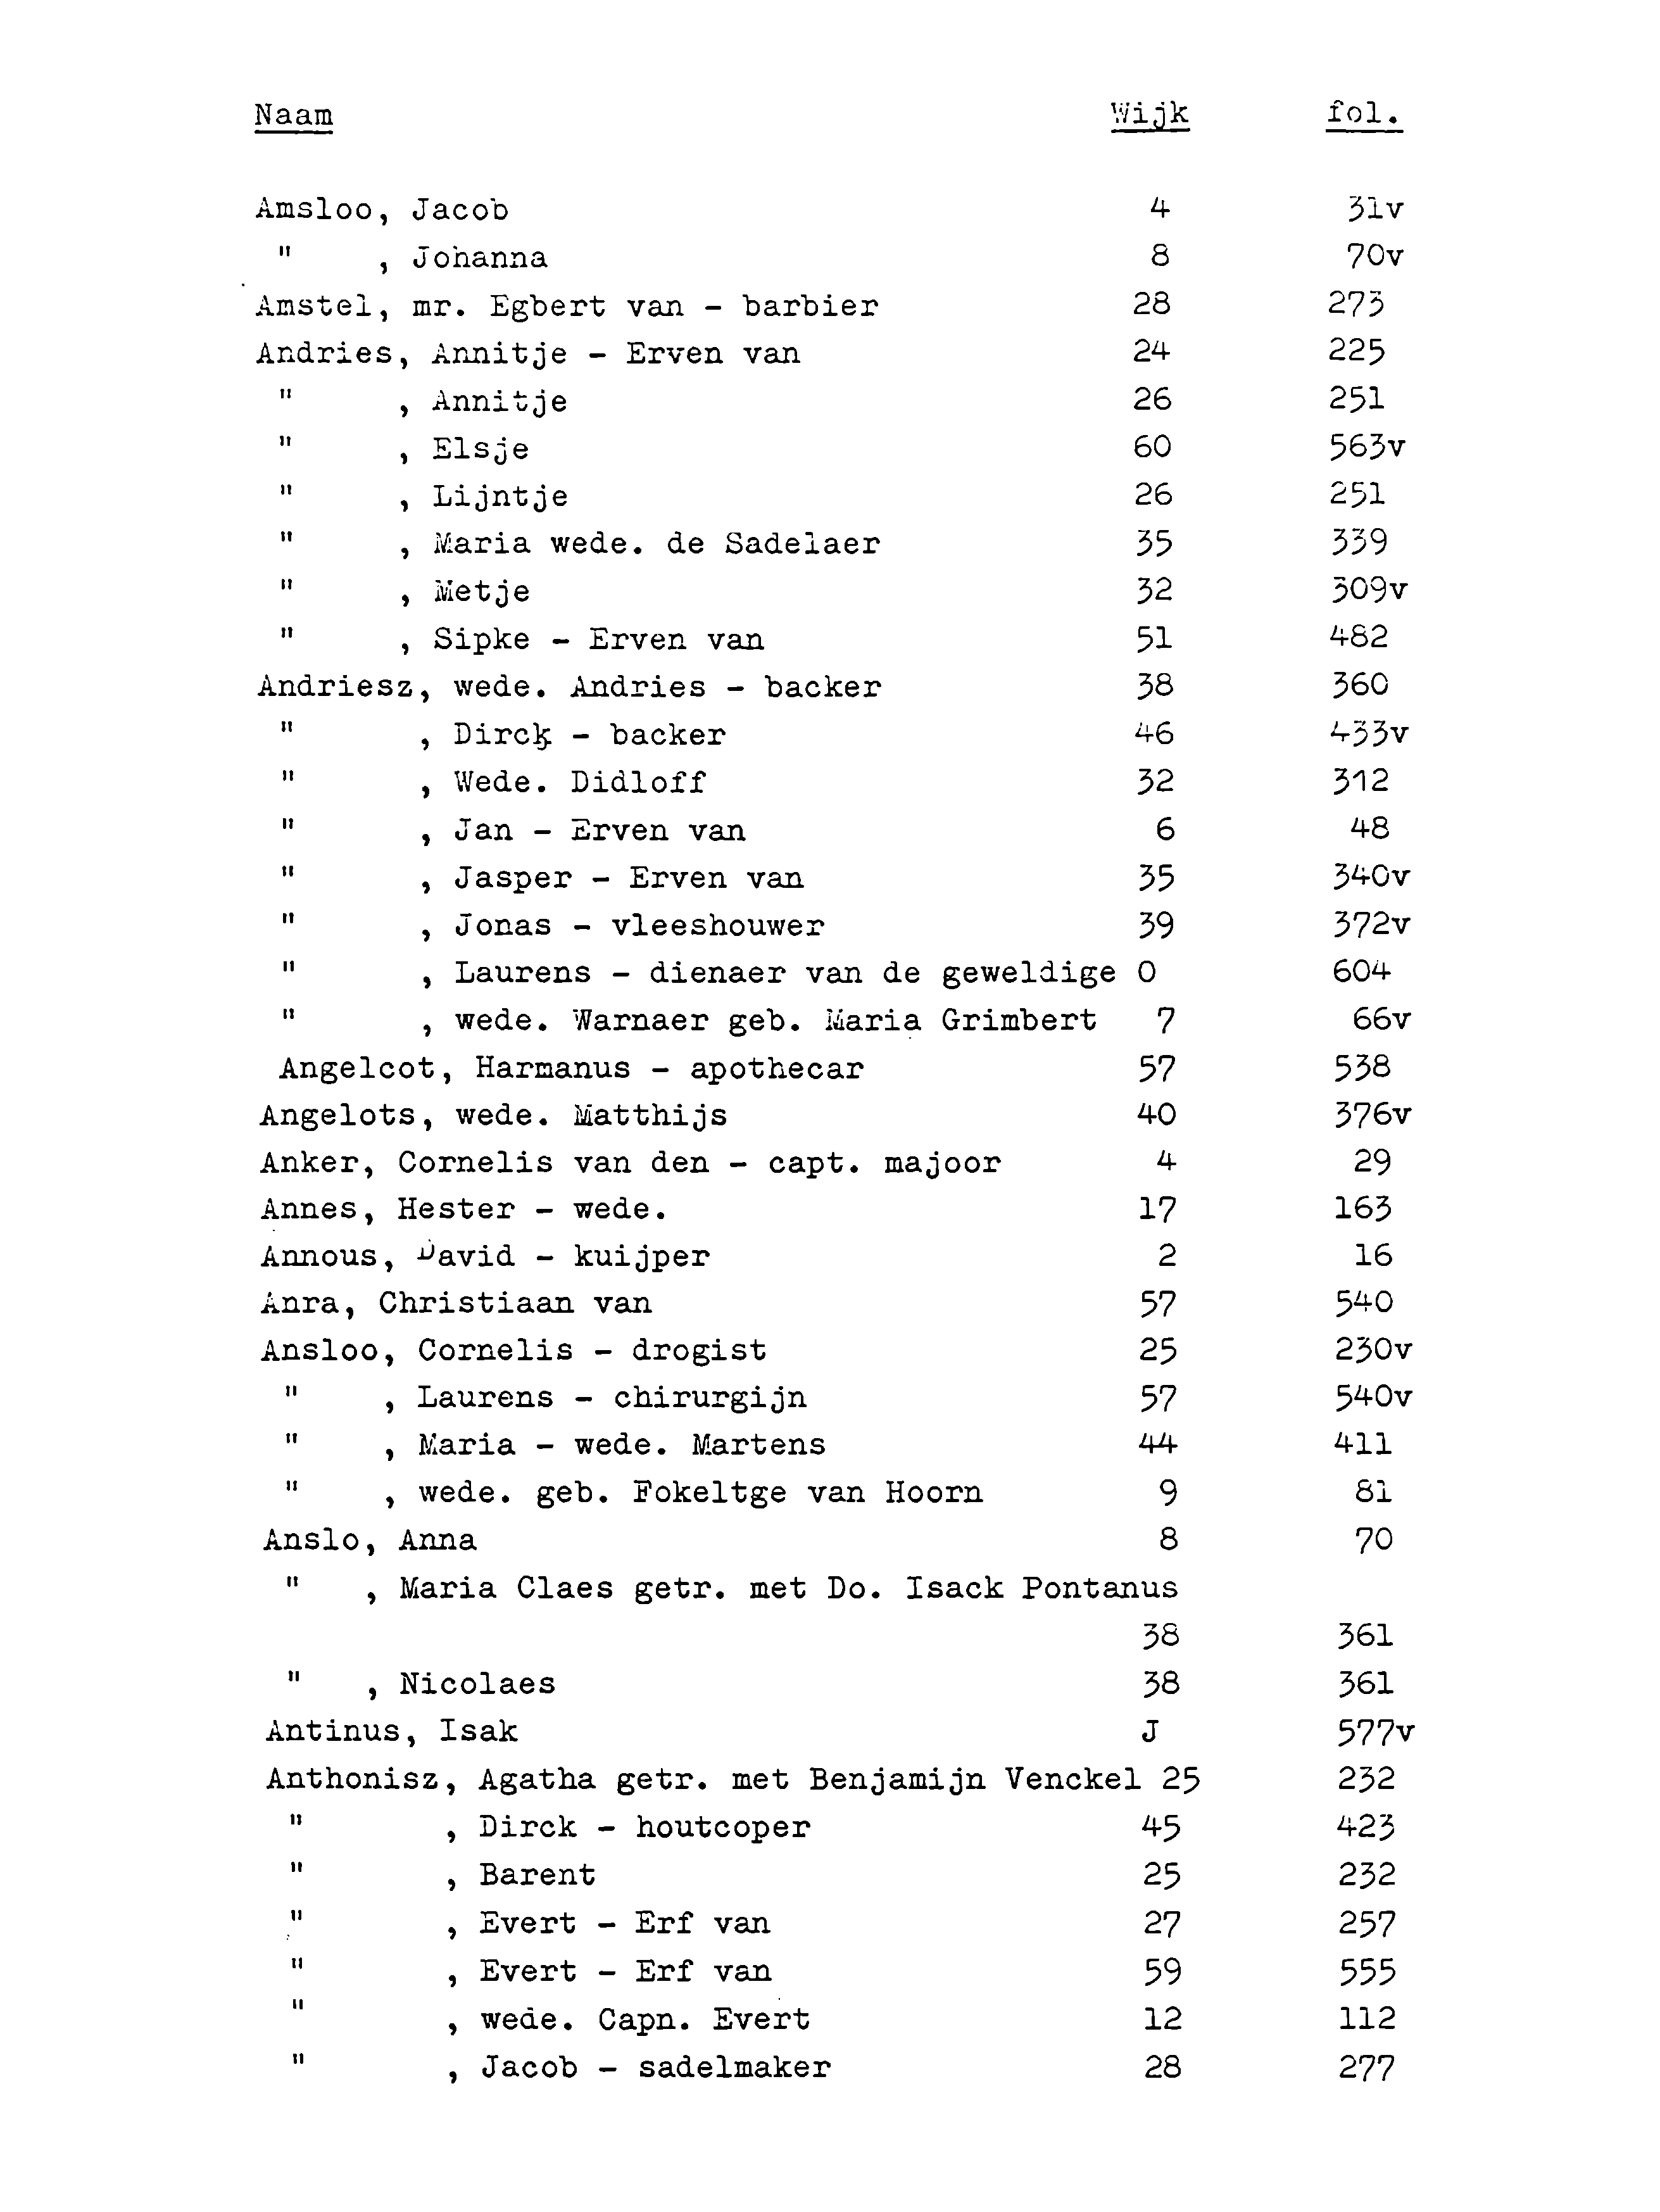 Naam Wijk fol.
Amsloo, Jacob 4 31v
" , Johanna 8 70v
Amstel, mr. Egbert van - barbier 28 273
Andries, Annitje - Erven van 24 225
" , Annitje 26 251
" , Elsje 60 563v
" , Lijntje 26 251
" , Maria wede. de Sadelaer 35 339
" , Metje 32 309v
" , Sipke - Erven van 51 482
Andriesz, wede. Andries - backer 38 360
" , Dirck - backer 46 433v
" , Wede. Didloff 32 312
" , Jan - Erven van 6 48
" , Jasper - Erven van 35 340v
" , Jonas - vleeshouwer 39 372v
" , Laurens - dienaer van de geweldige O 604
" , wede. Warnaer geb. Maria Grimbert 7 66v
Angelcot, Harmanus - apothecar 57 538
Angelots, wede. Matthijs 40 376v
Anker, Cornelis van den - capt. majoor 4 29
Annes, Hester - wede. 17 163
Annous, David - kuijper 2 16
Anra, Christiaan van 57 540
Ansloo, Cornelis - drogist 25 230v
" , Laurens - chirurgijn 57 540v
" , Maria - wede. Martens 44 411
" , wede. geb. Fokeltge van Hoorn 9 81
Anslo, Anna 8 70
" , Maria Claes getr. met Do. Isack Pontanus
38 361
" , Nicolaes 38 361
Antinus, Isak J 577v
Anthonisz, Agatha getr. met Benjamijn Venckel 25 232
" , Dirck - houtcoper 45 423
" , Barent 25 232
" , Evert - Erf van 27 257
" , Evert - Erf van 59 555
" , wede. Capn. Evert 12 112
" , Jacob - sadelmaker 28 277